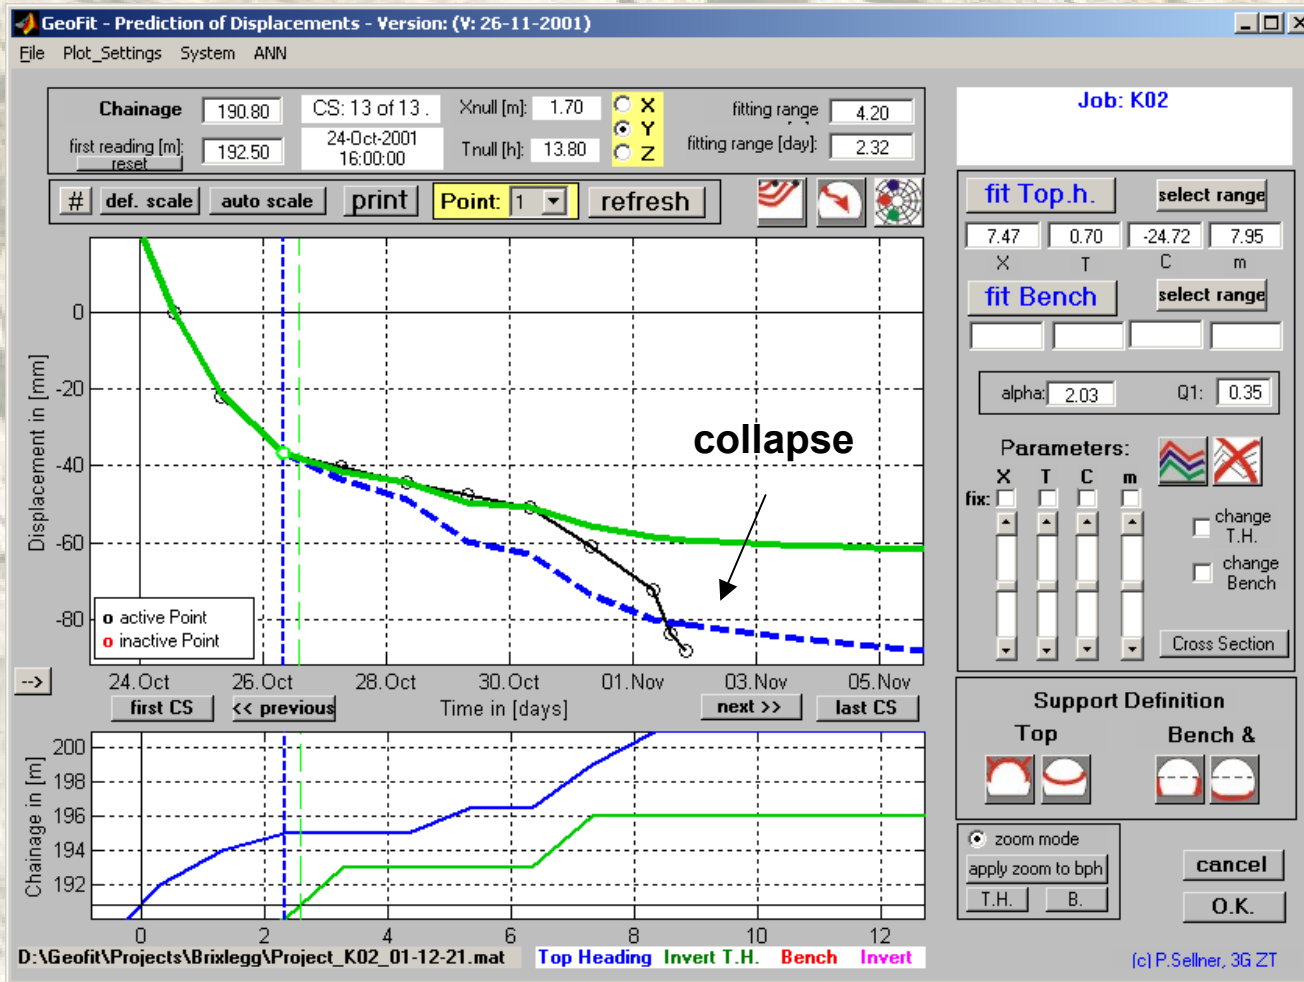 GeoFit - Prediction of Displacements - Version: (V: 26-11-2001)
File Plot_Settings System ANN
Chainage 190.80 CS: 13 of 13 . Xnull [m]: 1.70 X fitting range 4.20
Y
first reading [m]: 192.50 24-Oct-2001 Tnull [h]: 13.80 Z fitting range [day]: 2.32
reset 16:00:00
# def. scale auto scale print Point: 1 refresh
Job: K02
fit Top.h. select range
7.47 0.70 -24.72 7.95
X T C m
fit Bench select range
alpha: 2.03 Q1: 0.35
Parameters:
X T C m
fix:
change
T.H.
change
Bench
Cross Section
collapse
Displacement in [mm]
0
-20
-40
-60
-80
o active Point
o inactive Point
24.Oct 26.Oct 28.Oct 30.Oct 01.Nov 03.Nov 05.Nov
-->
first CS << previous Time in [days] next >> last CS
Support Definition
Top Bench &
Chainage in [m]
200
198
196
194
192
0 2 4 6 8 10 12
zoom mode
apply zoom to bph
T.H. B.
cancel
O.K.
D:\Geofit\Projects\Brixlegg\Project_K02_01-12-21.mat Top Heading Invert T.H. Bench Invert
(c) P.Sellner, 3G ZT